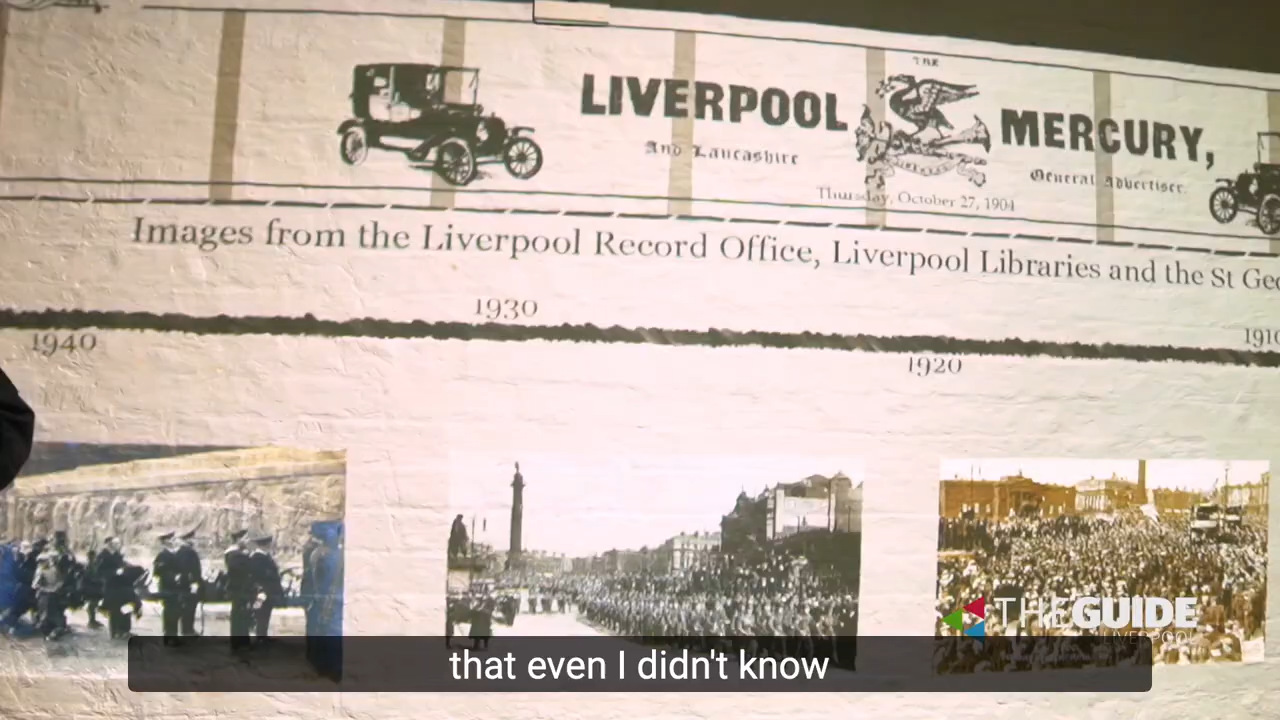 THE
LIVERPOOL MERCURY,
And Lancashire General Advertiser.
Thursday, October 27, 1904
Images from the Liverpool Record Office, Liverpool Libraries and the St
1930
1910
1940
1920
THE GUIDE
LIVERPOOL
that even I didn't know